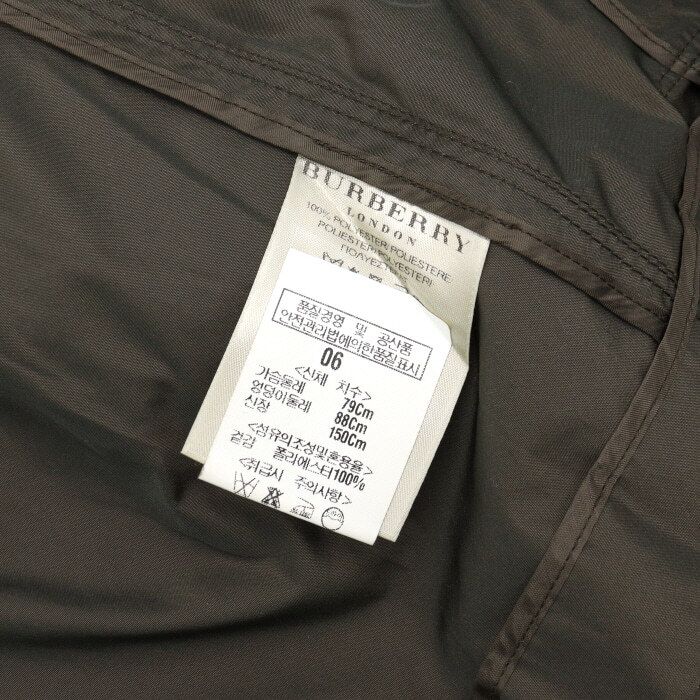 BURBERRY
LONDON
100% POLYESTER/POLIESTERE
POLIESTER/POLYESTER/
ΠΟΛΥΕΣΤΕΡΙ
품질경영 및 공산품
안전관리법에의한품질표시
06
<신체 치수>
가슴둘레 79Cm
엉덩이둘레 88Cm
신장 150Cm
<섬유의조성및혼용율>
겉감 폴리에스터100%
<취급시 주의사항>